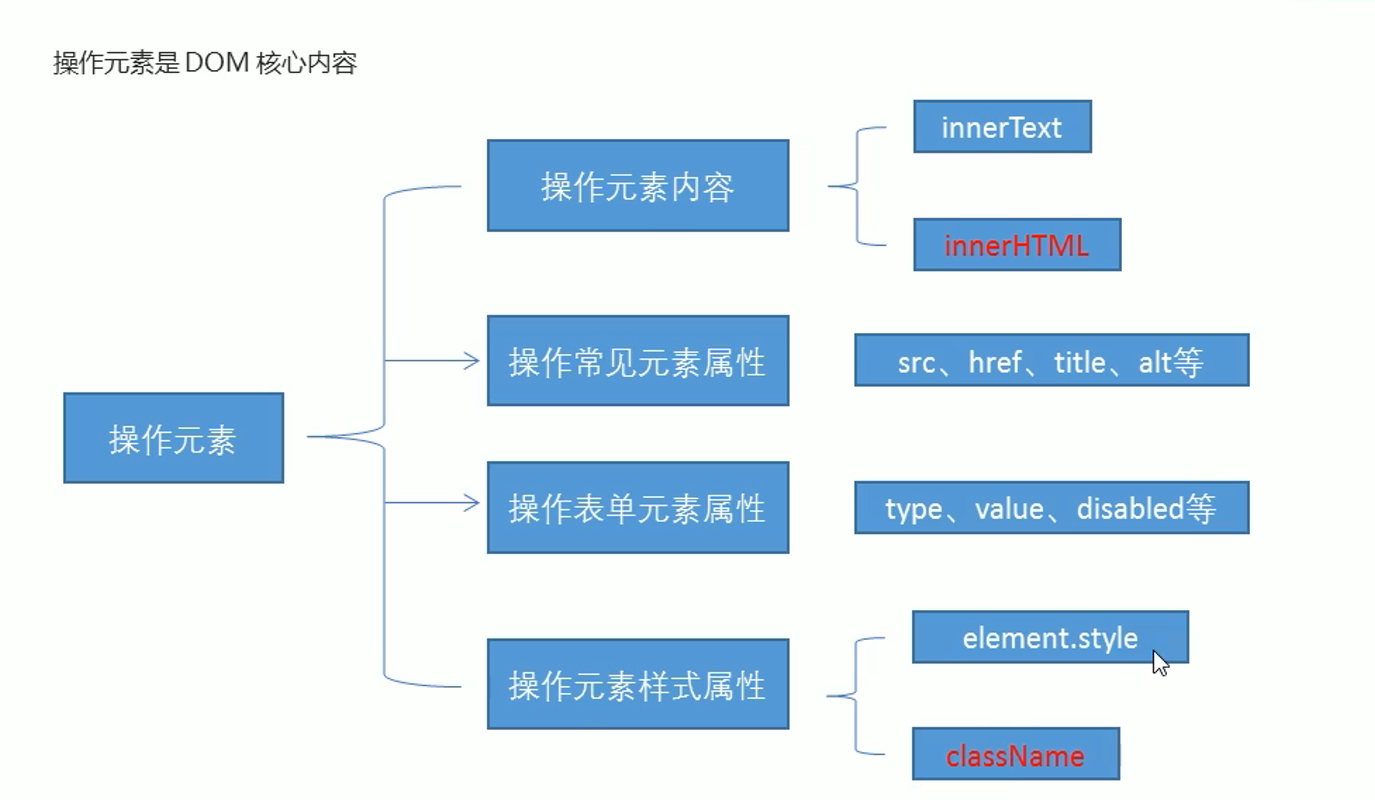 操作元素是DOM 核心内容
innerText
操作元素内容
innerHTML
操作常见元素属性
src、href、title、alt等
操作元素
操作表单元素属性
type、value、disabled等
element.style
操作元素样式属性
className